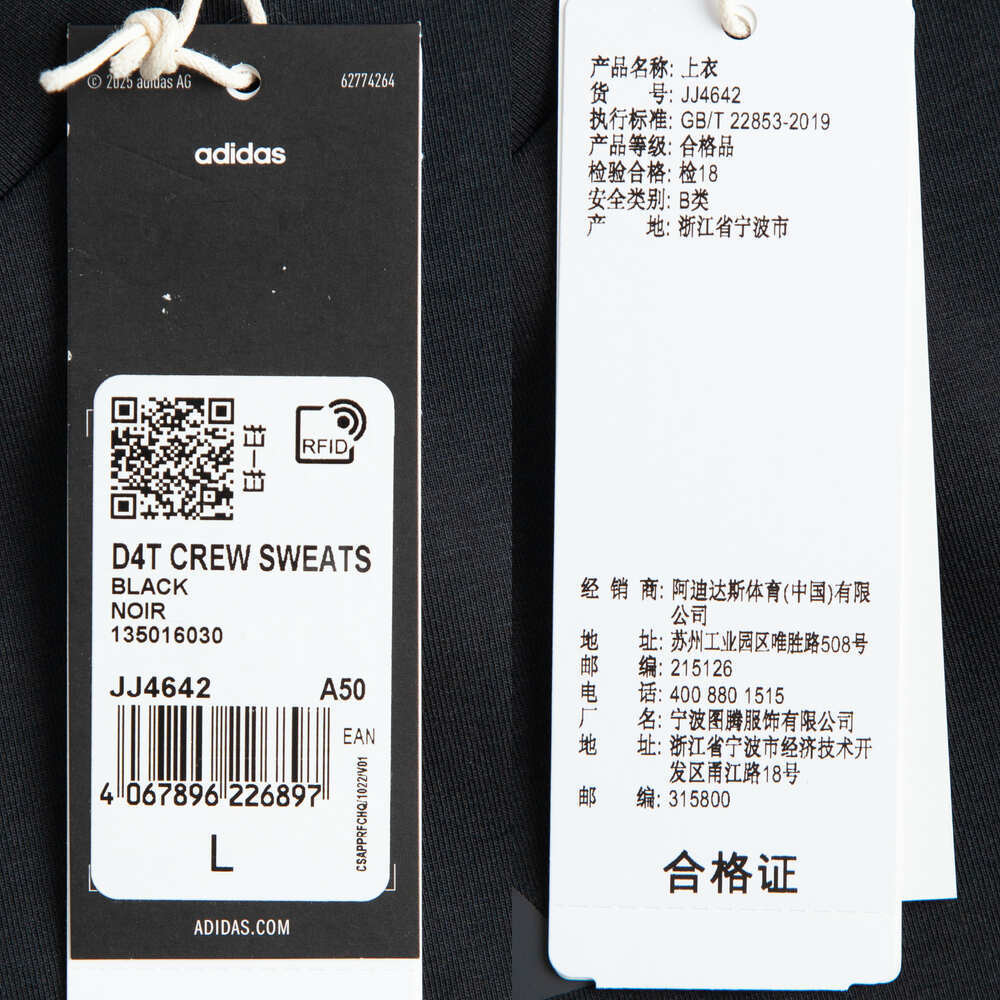 © 2025 adidas AG
62774264
adidas
扫一扫
RFID
D4T CREW SWEATS
BLACK
NOIR
135016030
JJ4642 A50
EAN
4 067896 226897
CSAPPRFCHQ/1022/V01
L
ADIDAS.COM
产品名称: 上衣
货 号: JJ4642
执行标准: GB/T 22853-2019
产品等级: 合格品
检验合格: 检18
安全类别: B类
产 地: 浙江省宁波市
经 销 商: 阿迪达斯体育(中国)有限
公司
地 址: 苏州工业园区唯胜路508号
邮 编: 215126
电 话: 400 880 1515
厂 名: 宁波图腾服饰有限公司
地 址: 浙江省宁波市经济技术开
发区甬江路18号
邮 编: 315800
合格证